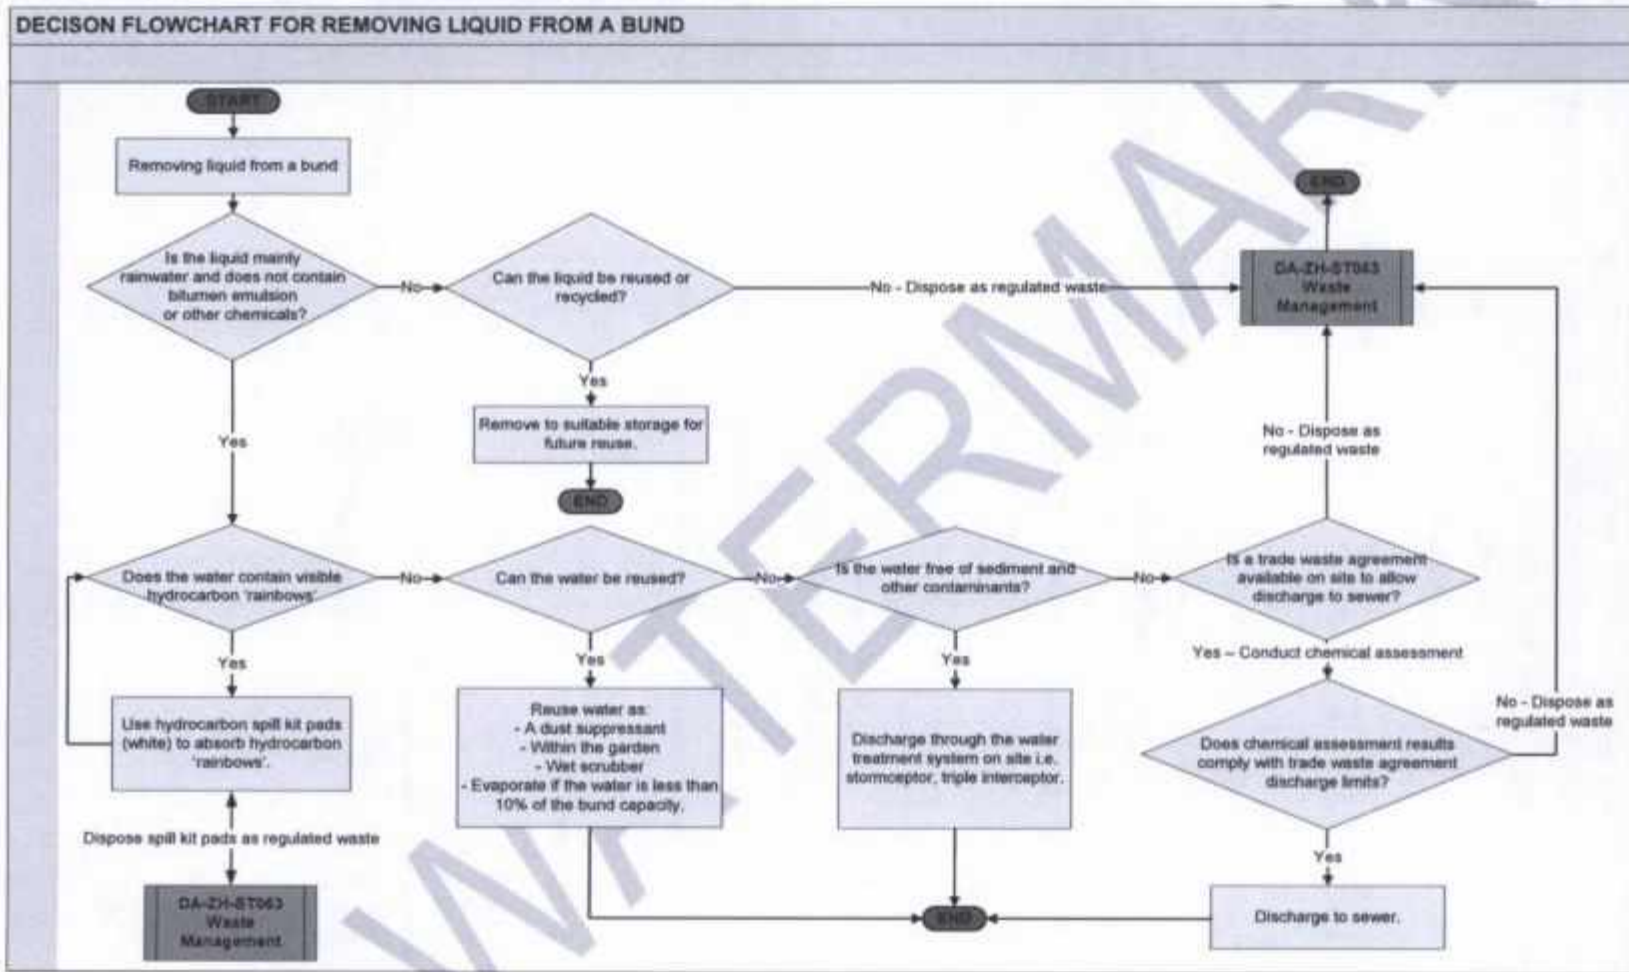 DECISON FLOWCHART FOR REMOVING LIQUID FROM A BUND
START
Removing liquid from a bund
Is the liquid mainly
rainwater and does not contain
bitumen emulsion
or other chemicals?
No
Can the liquid be reused or
recycled?
No - Dispose as regulated waste
DA-ZH-ST063
Waste
Management
END
Yes
Remove to suitable storage for
future reuse.
END
Yes
Does the water contain visible
hydrocarbon 'rainbows'
No
Can the water be reused?
No
Is the water free of sediment and
other contaminants?
No
Is a trade waste agreement
available on site to allow
discharge to sewer?
No - Dispose as
regulated waste
Yes
Use hydrocarbon spill kit pads
(white) to absorb hydrocarbon
'rainbows'.
Dispose spill kit pads as regulated waste
DA-ZH-ST063
Waste
Management
Yes
Reuse water as:
- A dust suppressant
- Within the garden
- Wet scrubber
- Evaporate if the water is less than
10% of the bund capacity.
Yes
Discharge through the water
treatment system on site i.e.
stormceptor, triple interceptor.
END
Yes – Conduct chemical assessment
Does chemical assessment results
comply with trade waste agreement
discharge limits?
No - Dispose as
regulated waste
Yes
Discharge to sewer.
WATERMARK